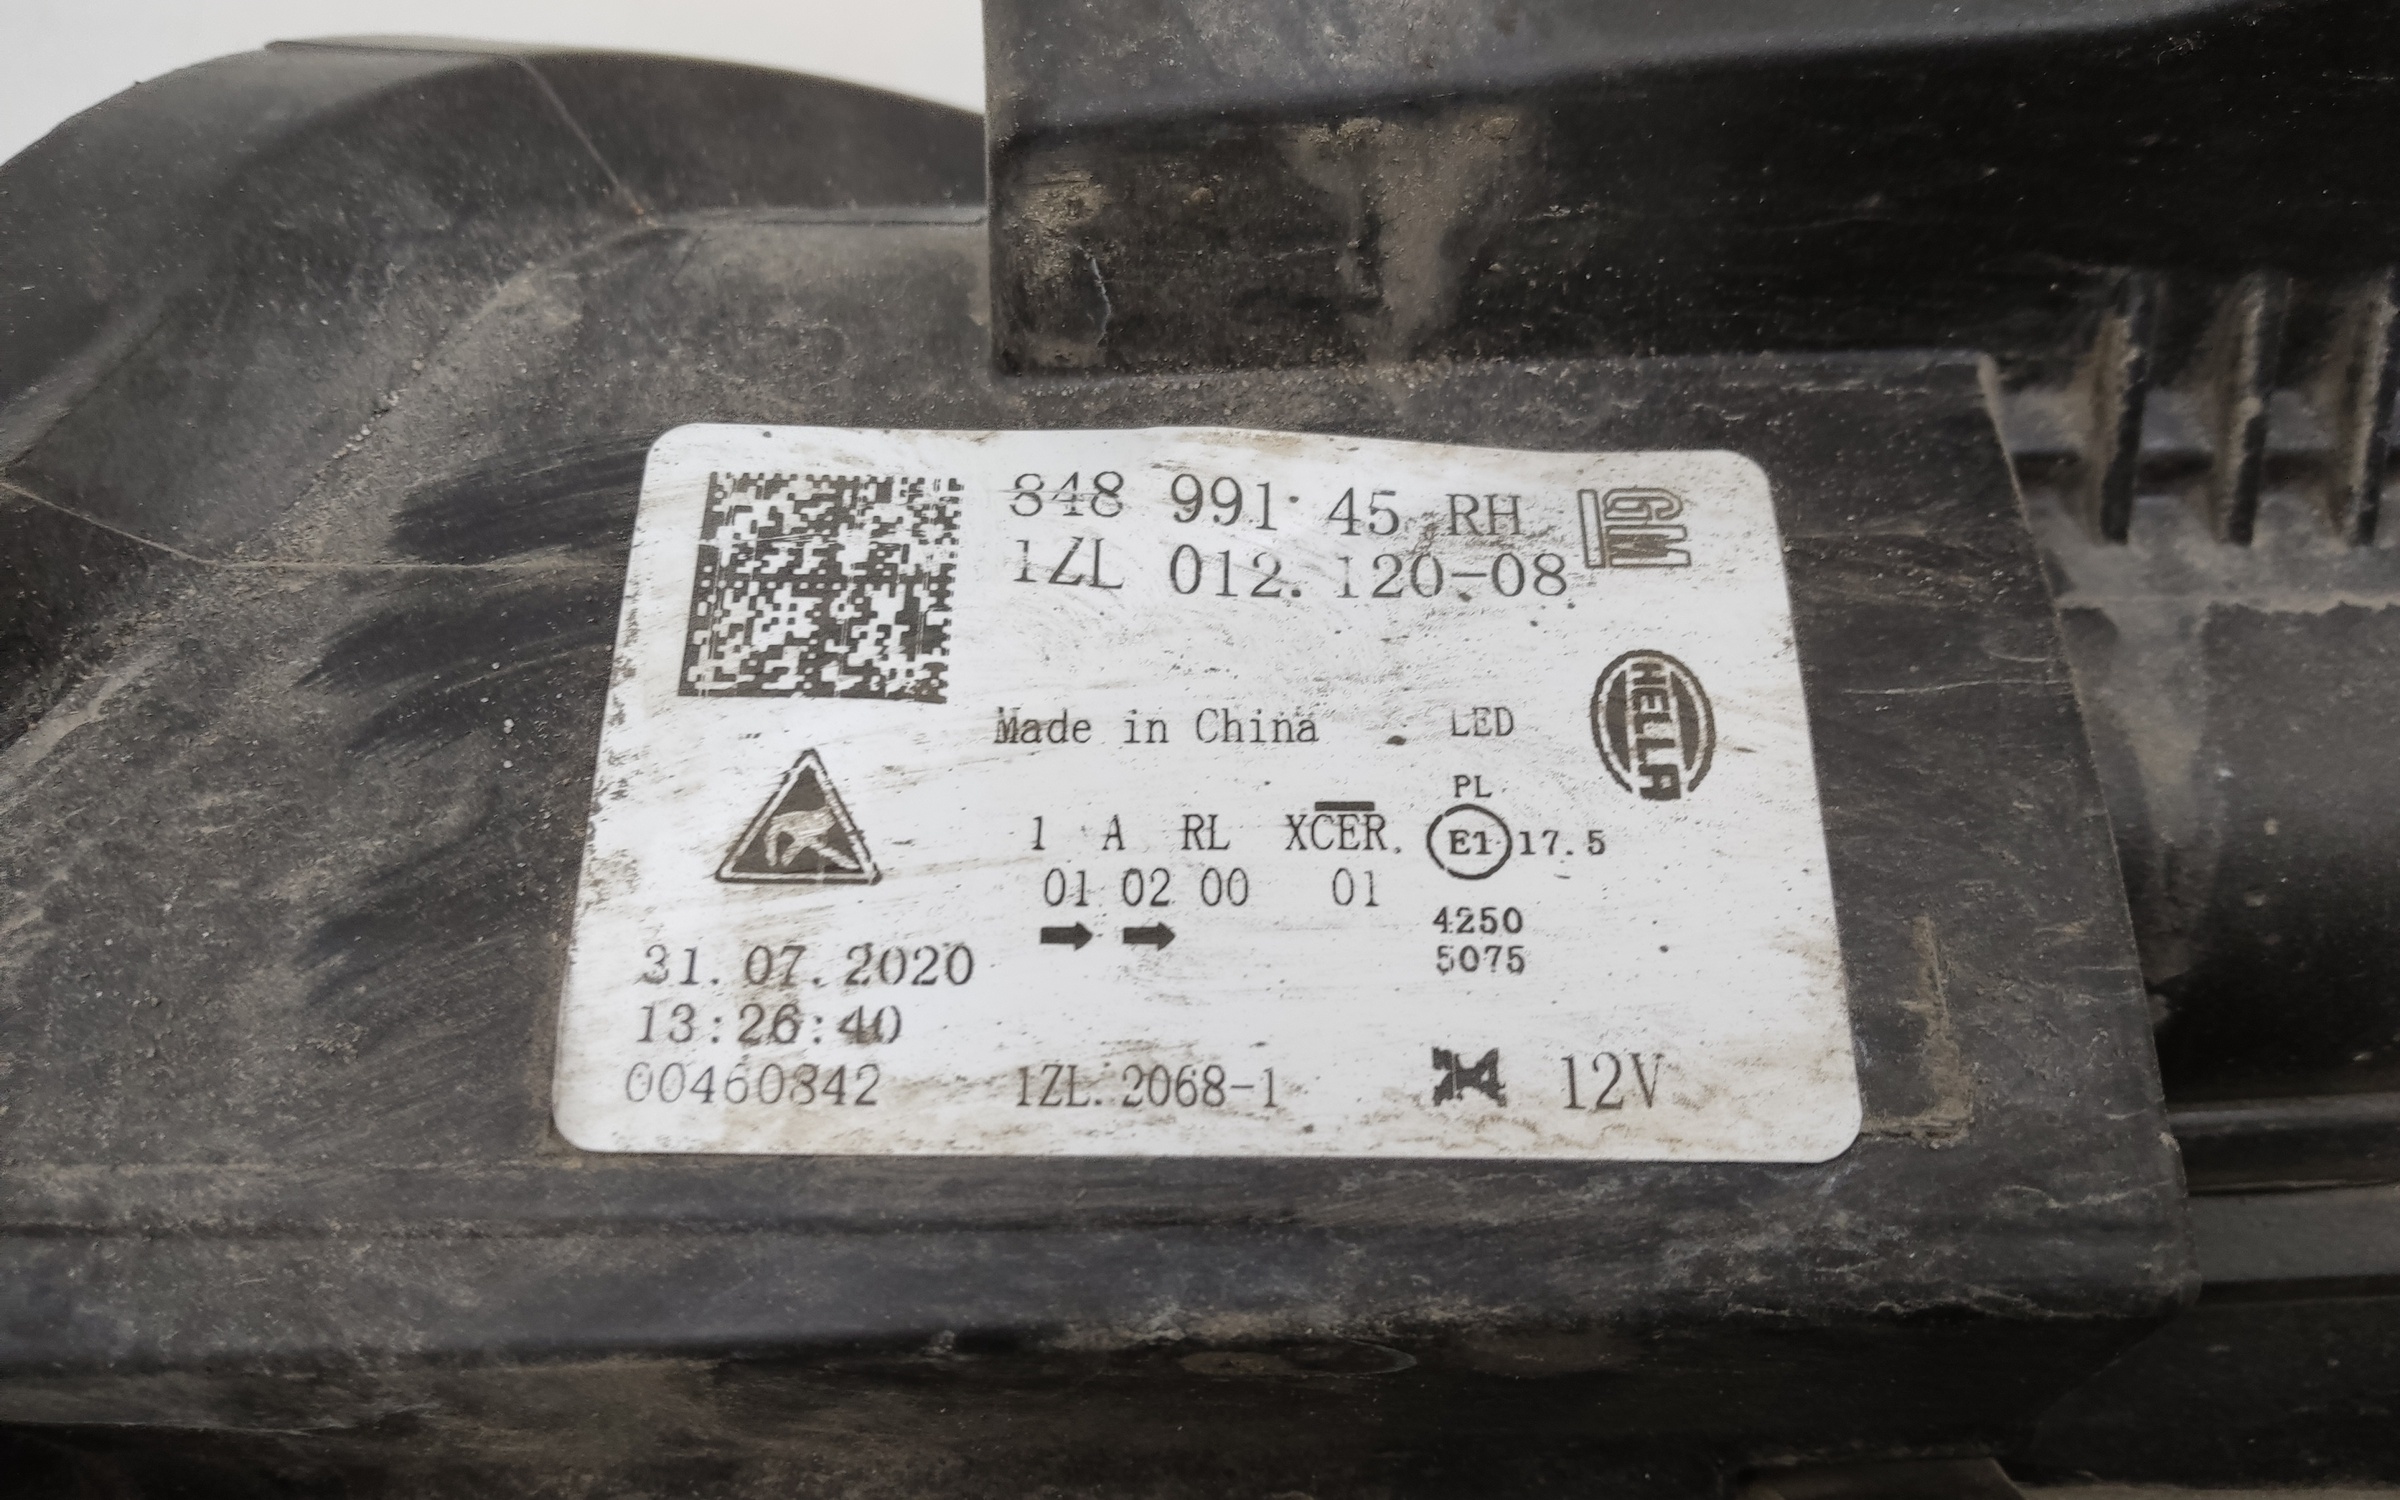 848 991 45 RH
GM
1ZL 012.120-08
Made in China LED
HELLA
PL
1 A RL XCER E1 17.5
01 02 00 01
4250
5075
31.07.2020
13:26:40
00460842 1ZL.2068-1 12V